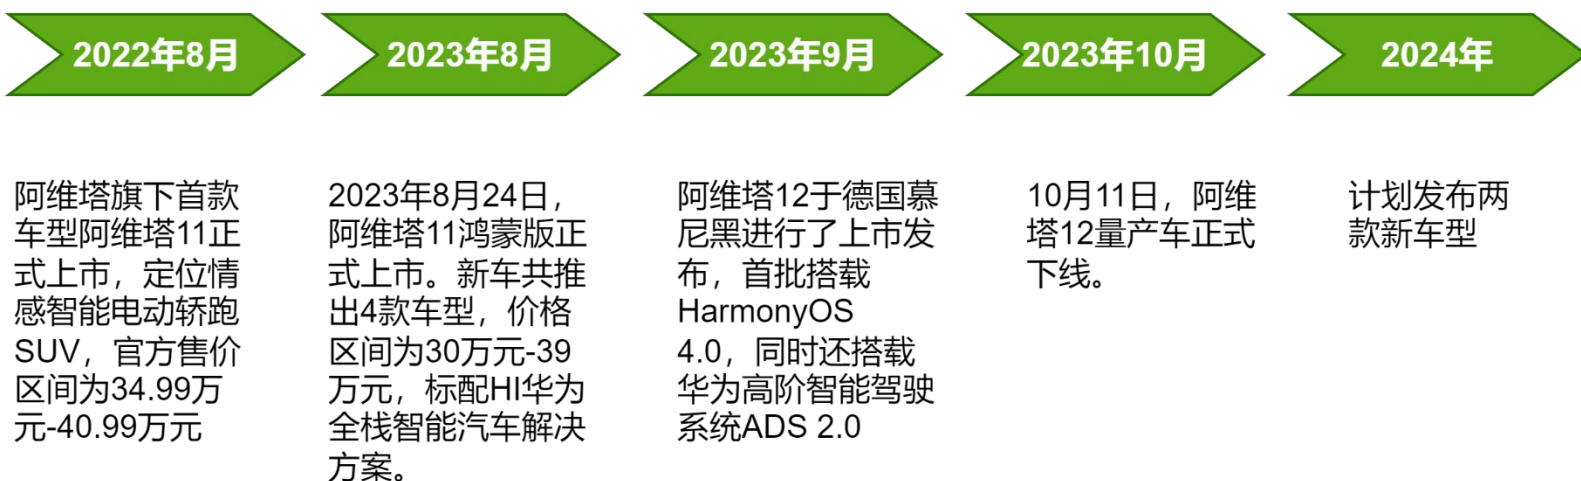 2022年8月
2023年8月
2023年9月
2023年10月
2024年
阿维塔旗下首款
车型阿维塔11正
式上市，定位情
感智能电动轿跑
SUV，官方售价
区间为34.99万
元-40.99万元
2023年8月24日，
阿维塔11鸿蒙版正
式上市。新车共推
出4款车型，价格
区间为30万元-39
万元，标配HI华为
全栈智能汽车解决
方案。
阿维塔12于德国慕
尼黑进行了上市发
布，首批搭载
HarmonyOS
4.0，同时还搭载
华为高阶智能驾驶
系统ADS 2.0
10月11日，阿维
塔12量产车正式
下线。
计划发布两
款新车型